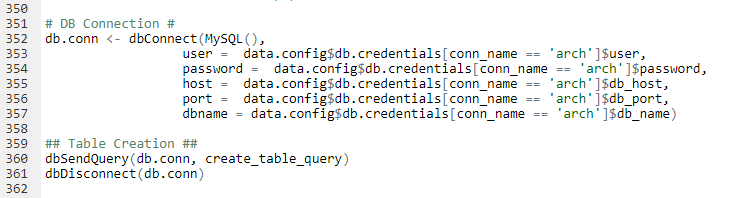 350
351 # DB Connection #
352 db.conn <- dbConnect(MySQL(),
353 user =  data.config$db.credentials[conn_name == 'arch']$user,
354 password =  data.config$db.credentials[conn_name == 'arch']$password,
355 host =  data.config$db.credentials[conn_name == 'arch']$db_host,
356 port =  data.config$db.credentials[conn_name == 'arch']$db_port,
357 dbname = data.config$db.credentials[conn_name == 'arch']$db_name)
358
359 ## Table Creation ##
360 dbSendQuery(db.conn, create_table_query)
361 dbDisconnect(db.conn)
362